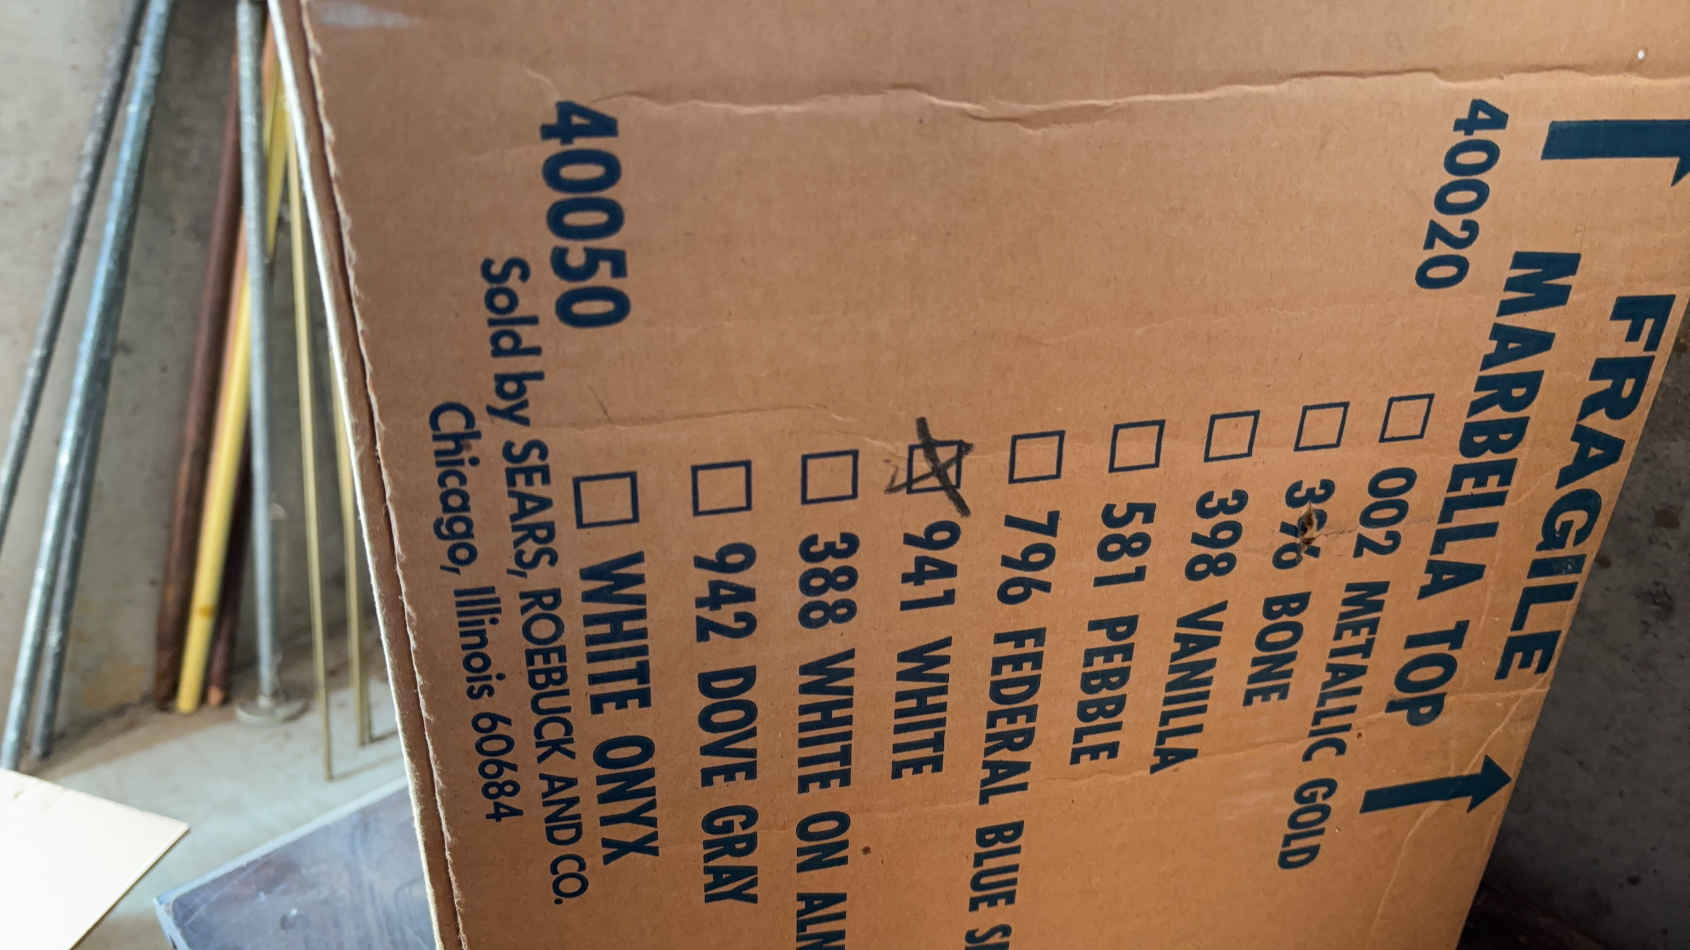 FRAGILE
MARBELLA TOP
40020
☐ 002 METALLIC GOLD
☐ 396 BONE
☐ 398 VANILLA
☐ 581 PEBBLE
☐ 796 FEDERAL BLUE
☒ 941 WHITE
☐ 388 WHITE ON
☐ 942 DOVE GRAY
☐ WHITE ONYX
40050
Sold by SEARS, ROEBUCK AND CO.
Chicago, Illinois 60684